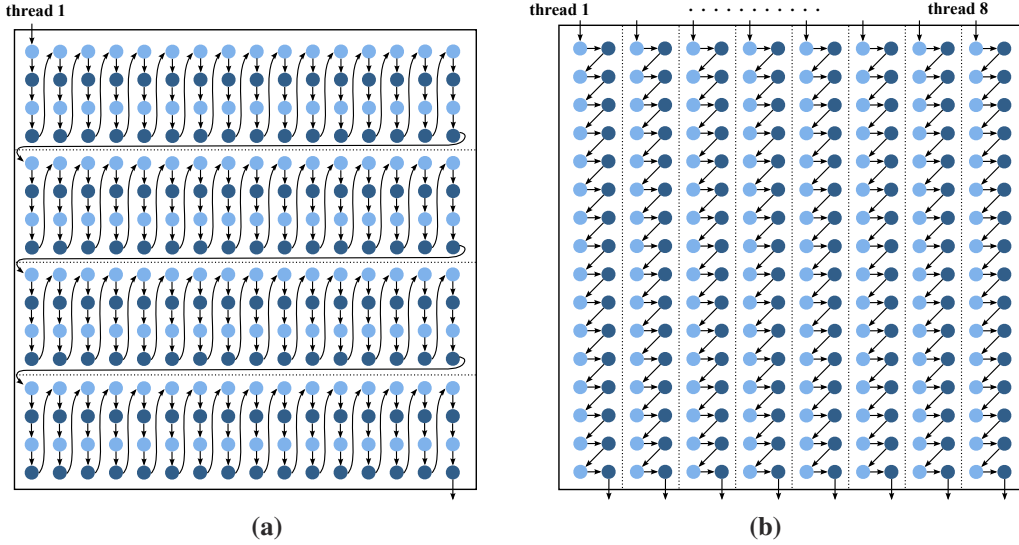 thread 1
thread 1 . . . . . . . . . . . thread 8
(a)
(b)